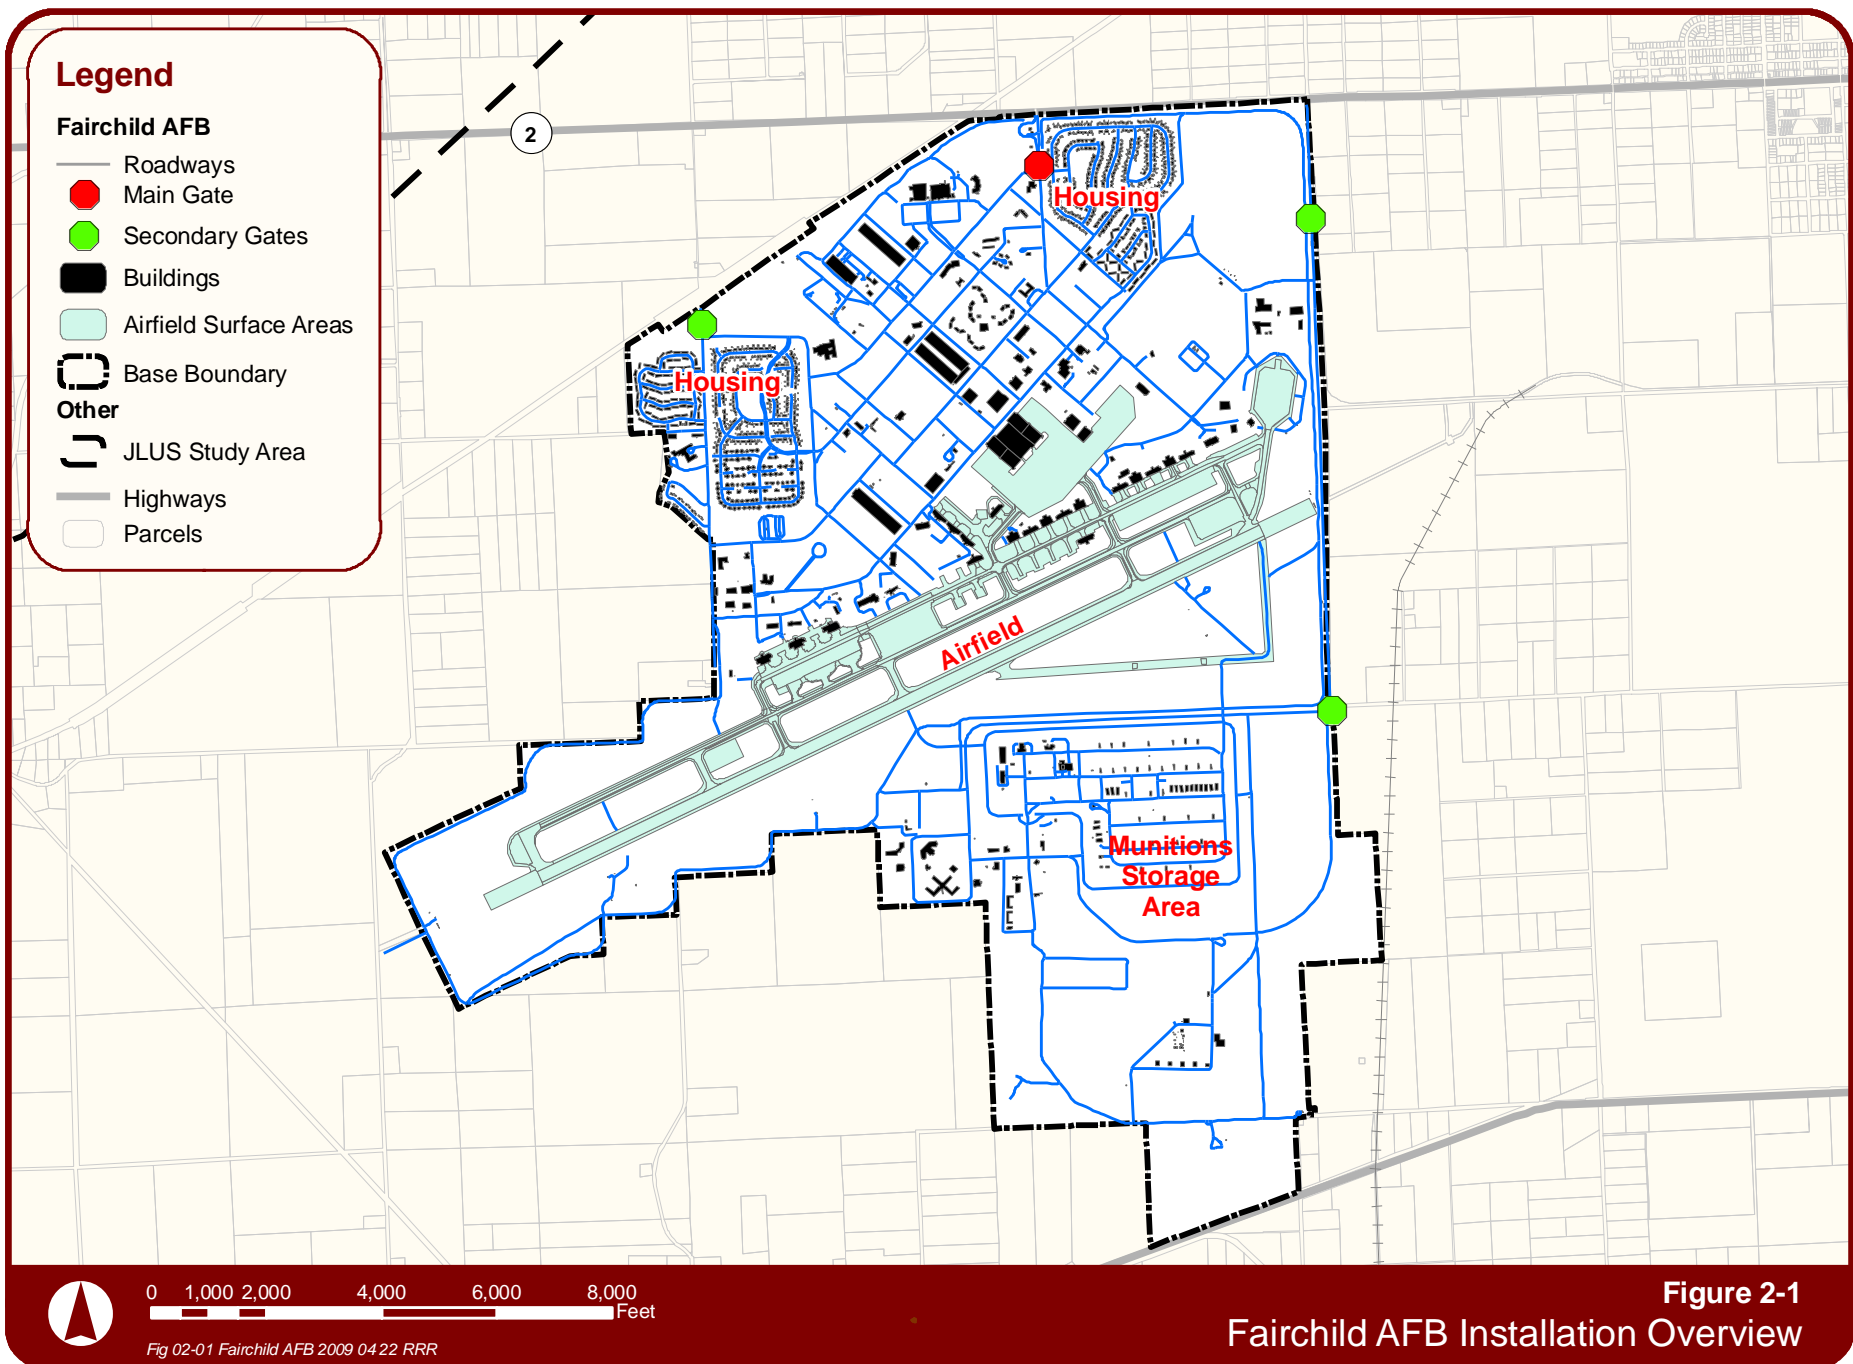 Legend
Fairchild AFB
Roadways
Main Gate
Secondary Gates
Buildings
Airfield Surface Areas
Base Boundary
Other
JLUS Study Area
Highways
Parcels
2
Housing
Housing
Airfield
Munitions
Storage
Area
0 1,000 2,000 4,000 6,000 8,000
Feet
Fig 02-01 Fairchild AFB 2009 04 22 RRR
Figure 2-1
Fairchild AFB Installation Overview